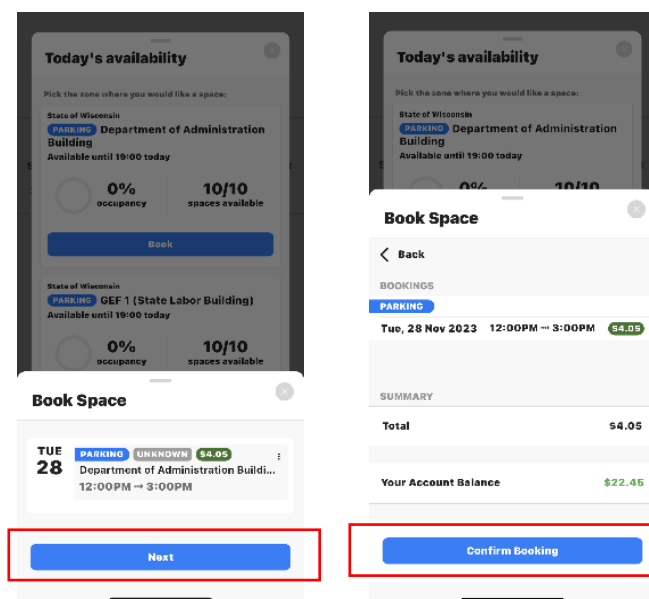 Today's availability
Pick the zone where you would like a space:
State of Wisconsin
PARKING Department of Administration
Building
Available until 19:00 today
0% 10/10
occupancy spaces available
Book
State of Wisconsin
PARKING GEF 1 (State Labor Building)
Available until 19:00 today
0% 10/10
occupancy spaces available
Book Space
TUE PARKING UNKNOWN $4.05
28 Department of Administration Buildi...
12:00PM → 3:00PM
Next
Today's availability
Pick the zone where you would like a space:
State of Wisconsin
PARKING Department of Administration
Building
Available until 19:00 today
0% 10/10
Book Space
Back
BOOKINGS
PARKING
Tue, 28 Nov 2023 12:00PM → 3:00PM $4.05
SUMMARY
Total $4.05
Your Account Balance $22.45
Confirm Booking